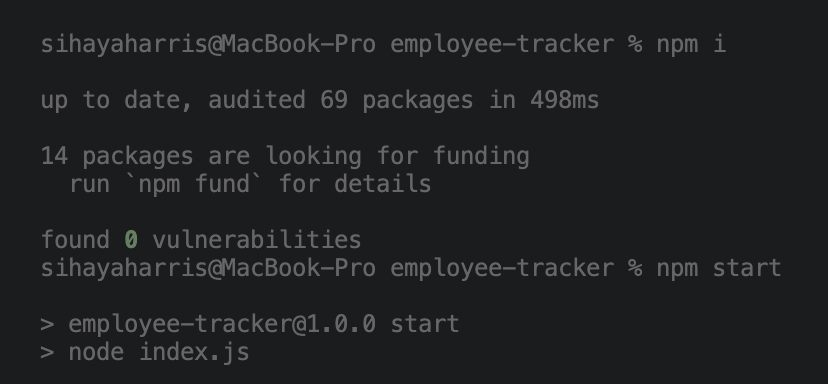 sihayaharris@MacBook-Pro employee-tracker % npm i
up to date, audited 69 packages in 498ms
14 packages are looking for funding
  run `npm fund` for details
found 0 vulnerabilities
sihayaharris@MacBook-Pro employee-tracker % npm start
> employee-tracker@1.0.0 start
> node index.js